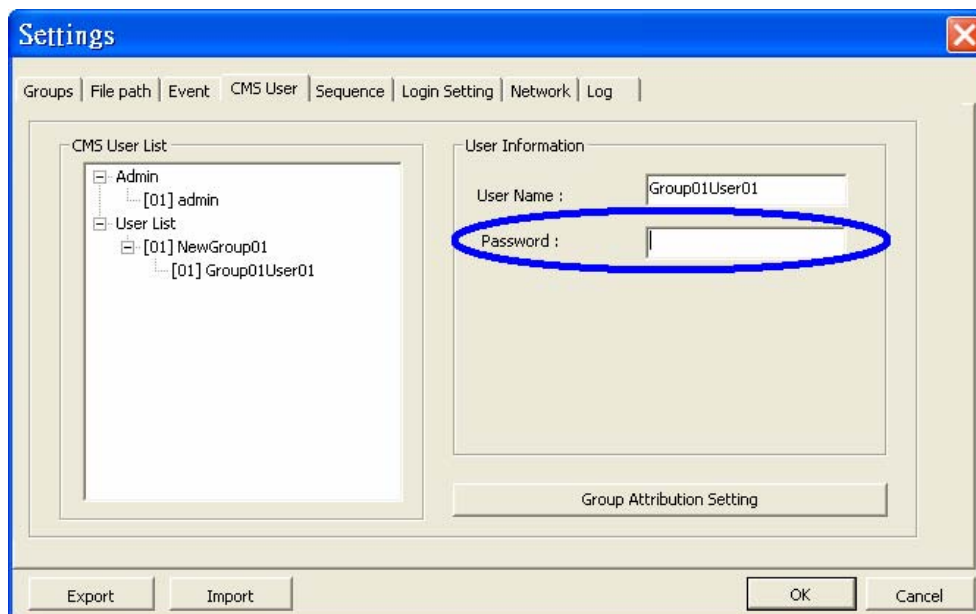 Settings
Groups File path Event CMS User Sequence Login Setting Network Log
CMS User List
Admin
[01] admin
User List
[01] NewGroup01
[01] Group01User01
User Information
User Name : Group01User01
Password :
Group Attribution Setting
Export Import OK Cancel